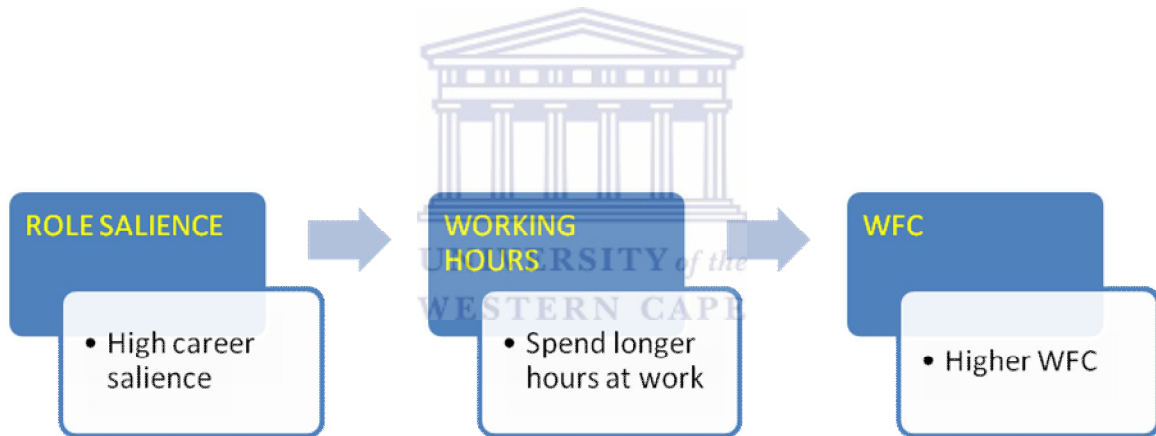 ROLE SALIENCE
• High career
salience
WORKING
HOURS
• Spend longer
hours at work
WFC
• Higher WFC
UNIVERSITY of the
WESTERN CAPE